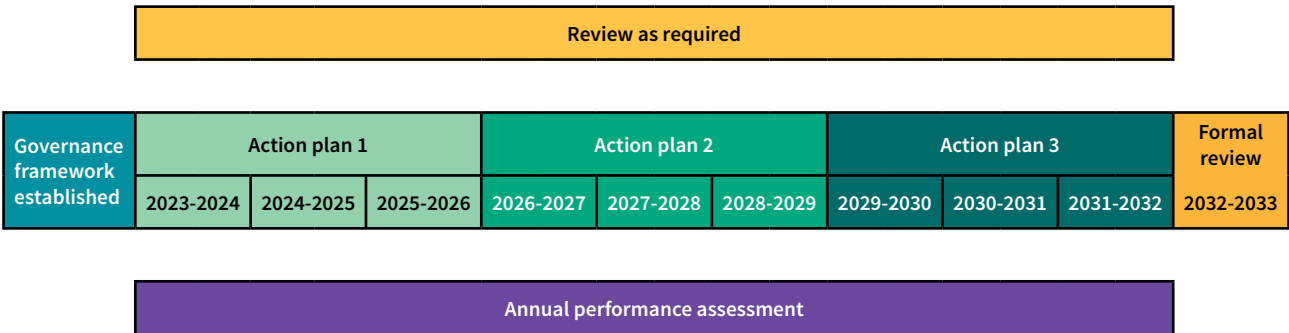 Review as required
Governance
framework
established
Action plan 1
Action plan 2
Action plan 3
Formal
review
2023-2024
2024-2025
2025-2026
2026-2027
2027-2028
2028-2029
2029-2030
2030-2031
2031-2032
2032-2033
Annual performance assessment